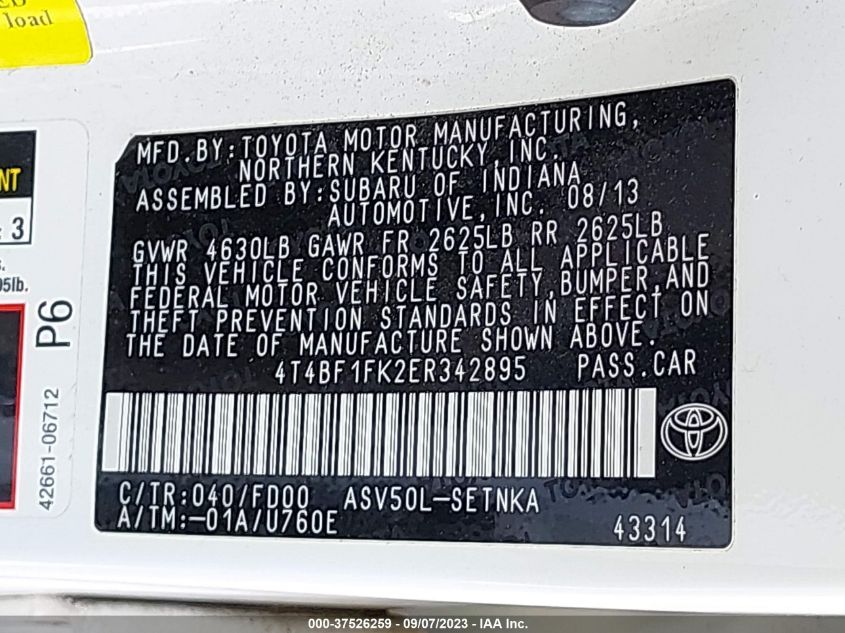 load
NT
3
5lb.
P6
42661-06712
MFD.BY:TOYOTA MOTOR MANUFACTURING,
NORTHERN KENTUCKY,INC.
ASSEMBLED BY:SUBARU OF INDIANA
AUTOMOTIVE,INC. 08/13
GVWR 4630LB GAWR FR 2625LB RR 2625LB
THIS VEHICLE CONFORMS TO ALL APPLICABLE
FEDERAL MOTOR VEHICLE SAFETY,BUMPER,AND
THEFT PREVENTION STANDARDS IN EFFECT ON
THE DATE OF MANUFACTURE SHOWN ABOVE.
4T4BF1FK2ER342895 PASS.CAR
C/TR:040/FD00 ASV50L-SETNKA
A/TM:-01A/U760E 43314
000-37526259 - 09/07/2023 - IAA Inc.